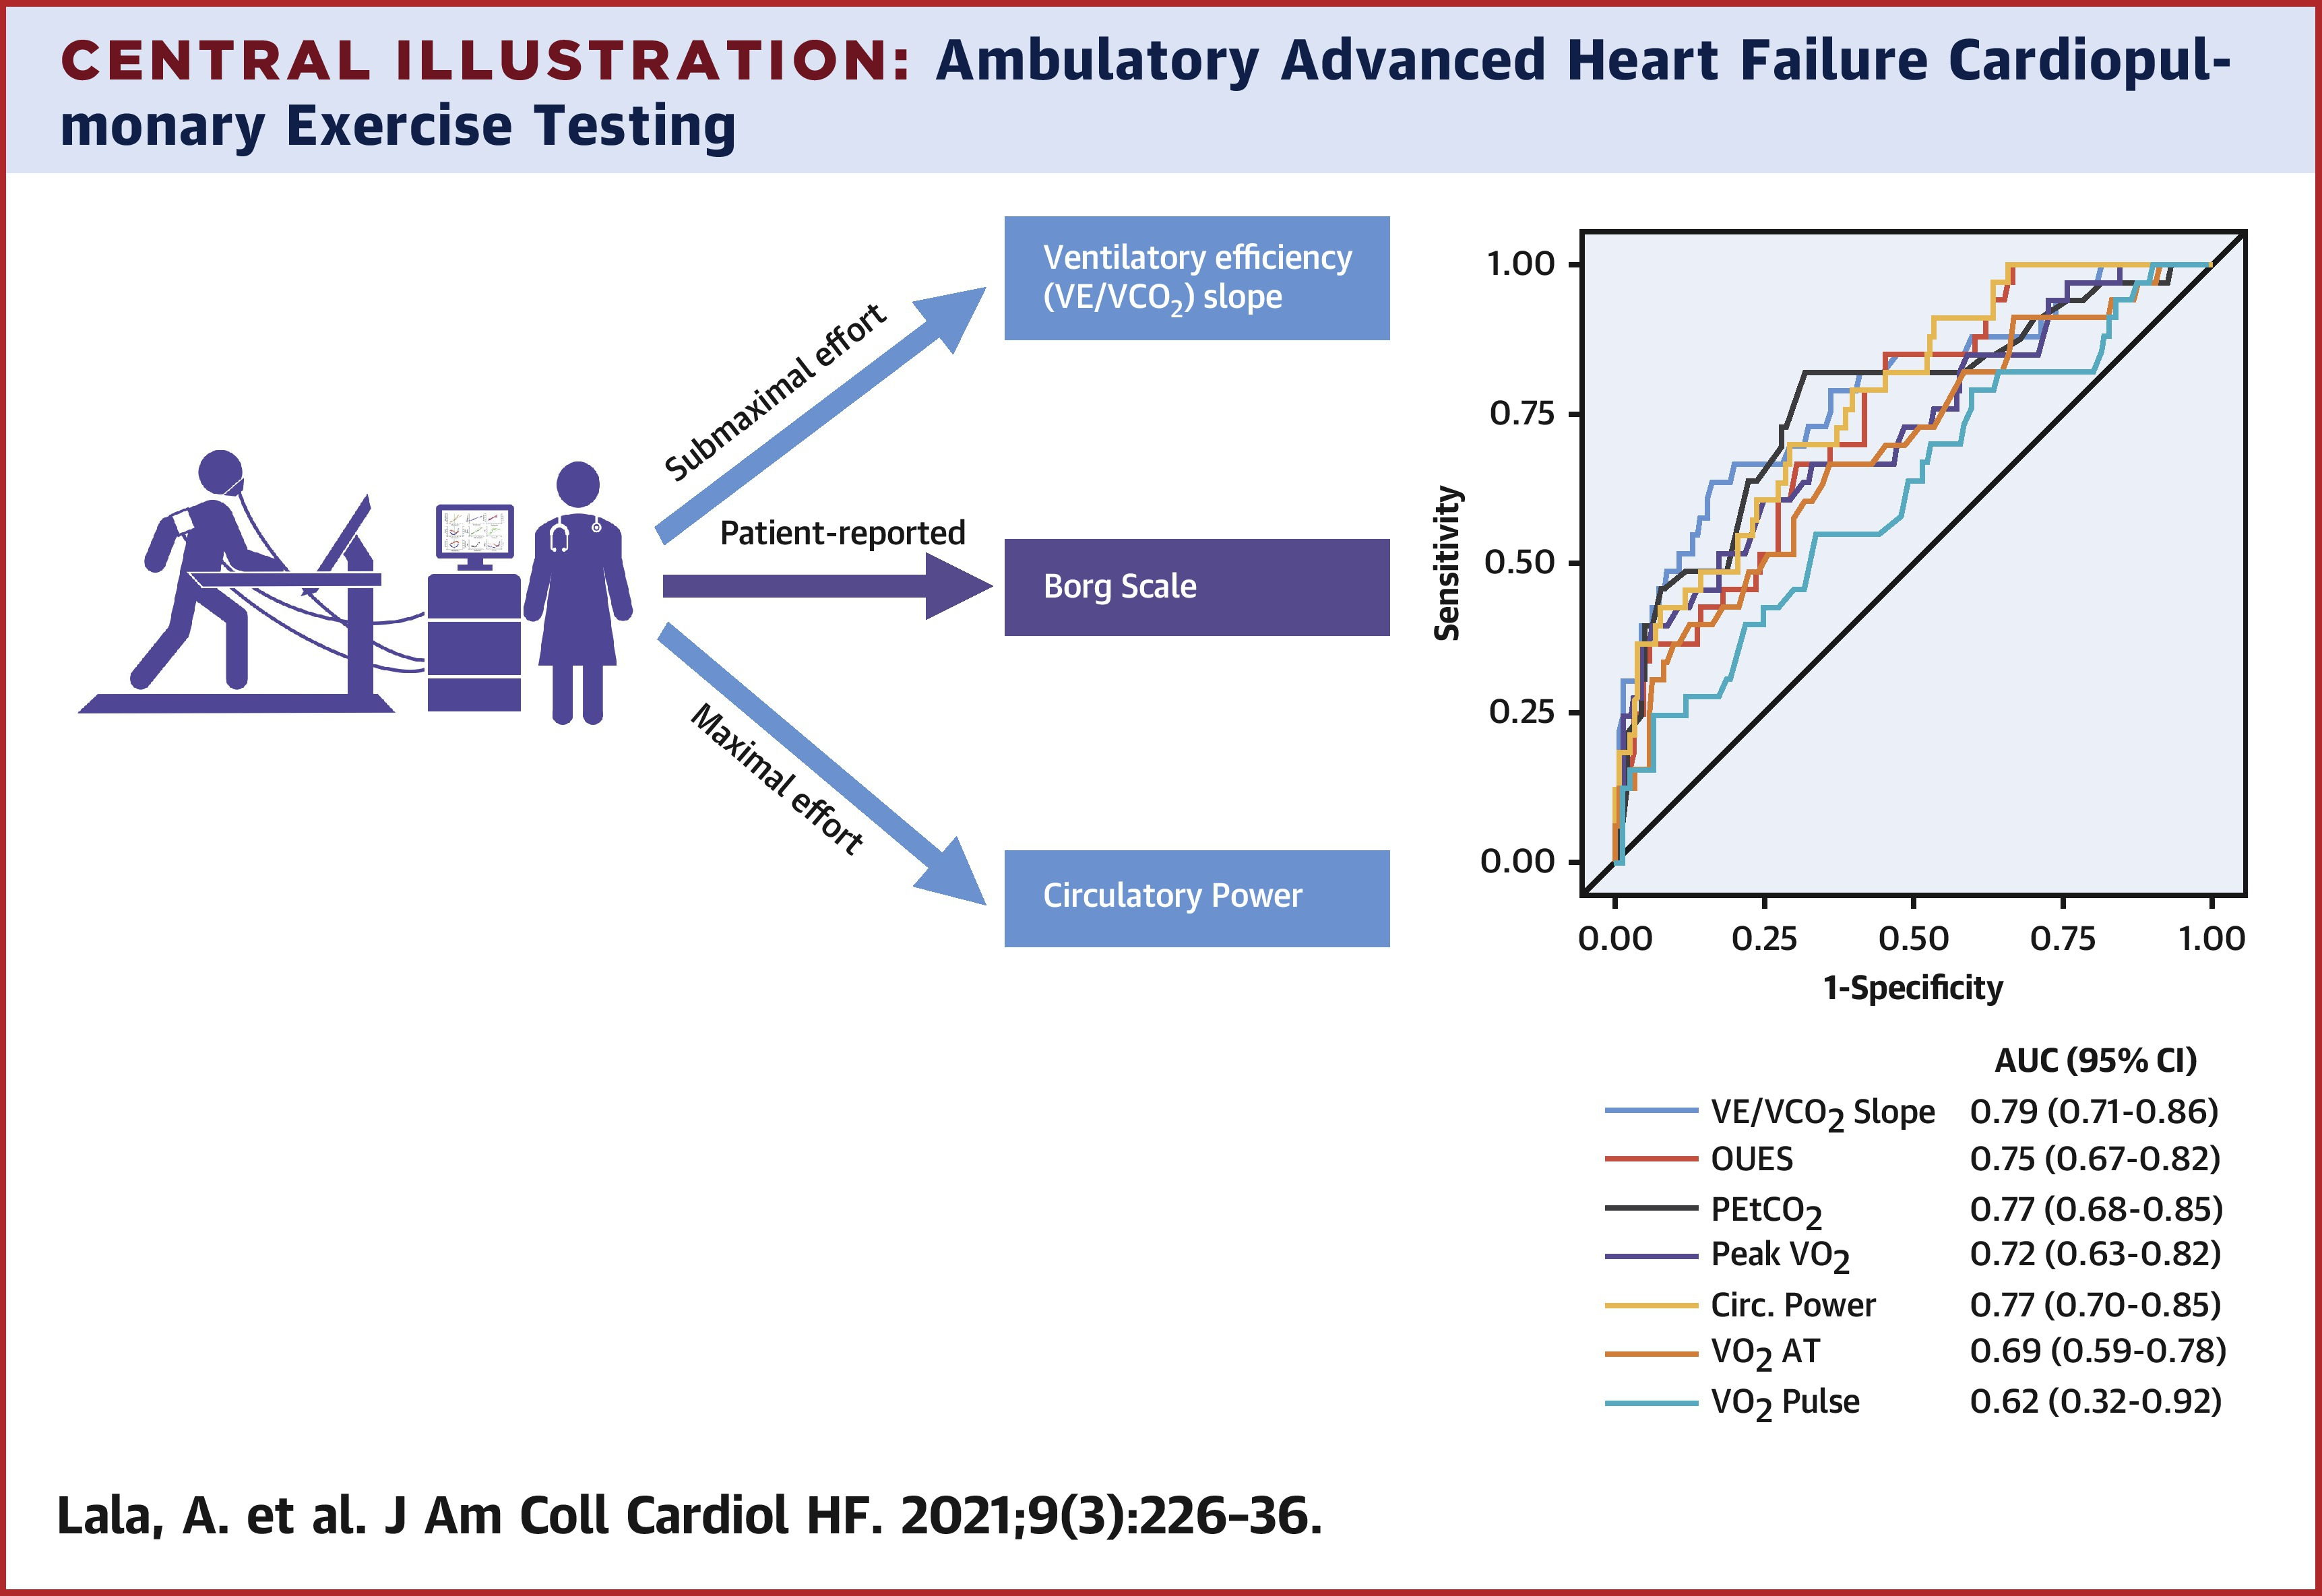 CENTRAL ILLUSTRATION: Ambulatory Advanced Heart Failure Cardiopul-
monary Exercise Testing
Submaximal effort
Ventilatory efficiency
(VE/VCO₂) slope
Patient-reported
Borg Scale
Maximal effort
Circulatory Power
Sensitivity
1.00
0.75
0.50
0.25
0.00
0.00 0.25 0.50 0.75 1.00
1-Specificity
AUC (95% CI)
VE/VCO₂ Slope 0.79 (0.71-0.86)
OUES 0.75 (0.67-0.82)
PEtCO₂ 0.77 (0.68-0.85)
Peak VO₂ 0.72 (0.63-0.82)
Circ. Power 0.77 (0.70-0.85)
VO₂ AT 0.69 (0.59-0.78)
VO₂ Pulse 0.62 (0.32-0.92)
Lala, A. et al. J Am Coll Cardiol HF. 2021;9(3):226–36.